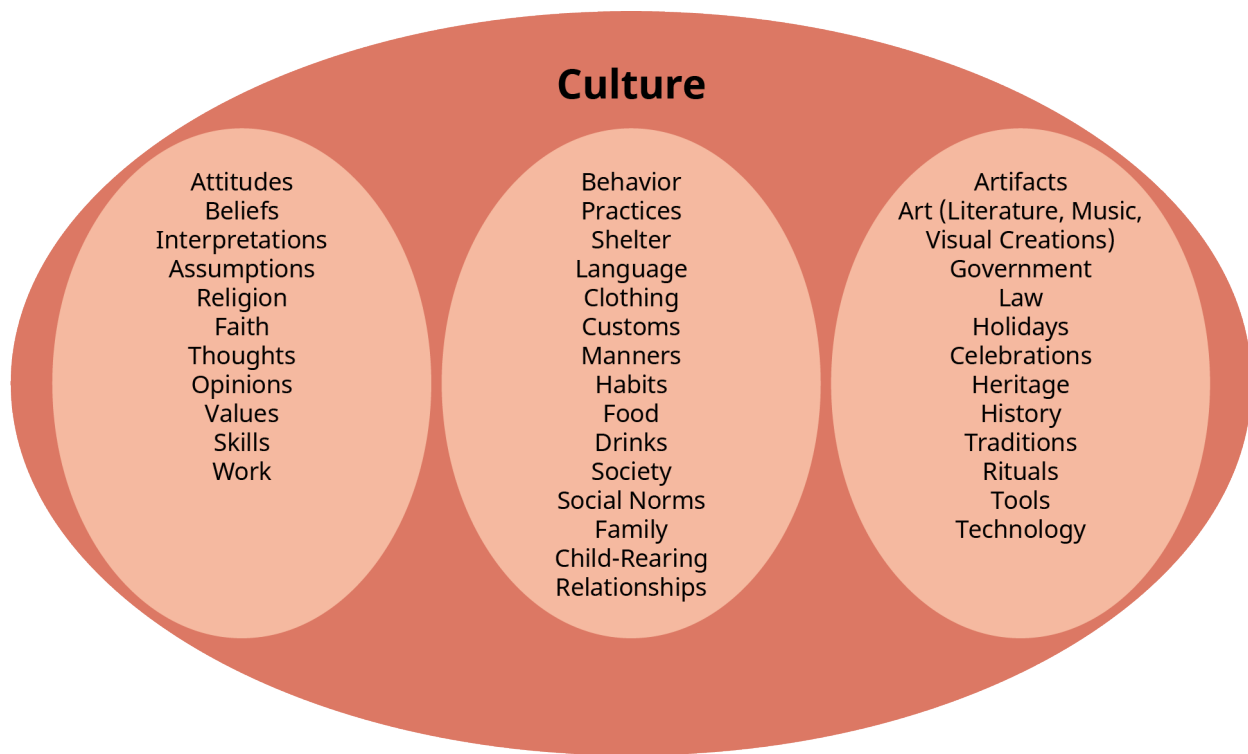 Culture
Attitudes
Beliefs
Interpretations
Assumptions
Religion
Faith
Thoughts
Opinions
Values
Skills
Work
Behavior
Practices
Shelter
Language
Clothing
Customs
Manners
Habits
Food
Drinks
Society
Social Norms
Family
Child-Rearing
Relationships
Artifacts
Art (Literature, Music,
Visual Creations)
Government
Law
Holidays
Celebrations
Heritage
History
Traditions
Rituals
Tools
Technology